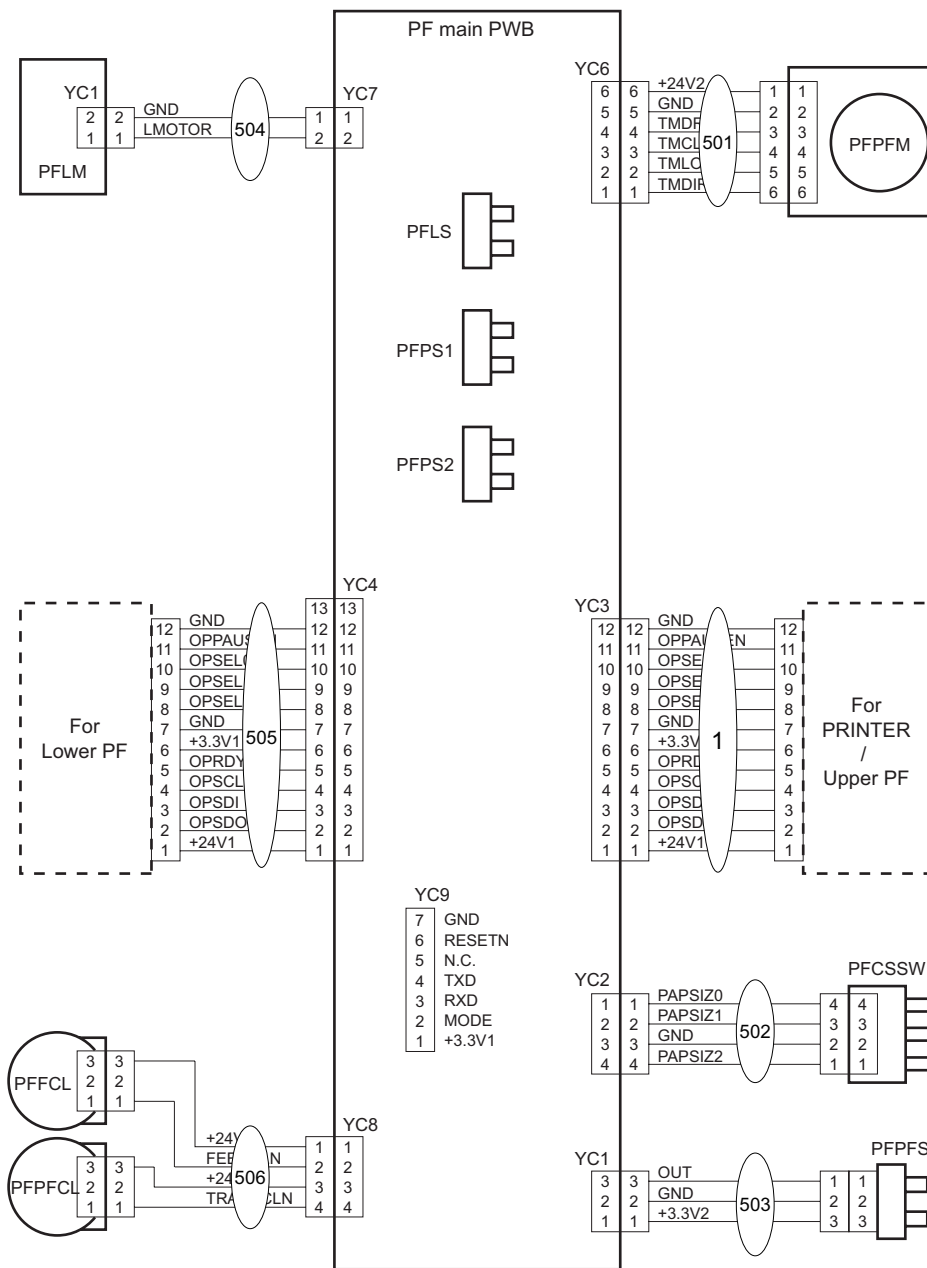 PF main PWB
YC1
2 2
1 1
PFLM
GND
LMOTOR
504
YC7
1 1
2 2
YC6
6 6
5 5
4 4
3 3
2 2
1 1
+24V2
GND
501
1 1
2 2
3 3
4 4
5 5
6 6
PFPFM
PFLS
PFPS1
PFPS2
For
Lower PF
12
11
10
9
8
7
6
5
4
3
2
1
GND
GND
+3.3V1
OPRDY
OPSDI
OPSDO
+24V1
505
YC4
13 13
12 12
11 11
10 10
9 9
8 8
7 7
6 6
5 5
4 4
3 3
2 2
1 1
YC3
12 12
11 11
10 10
9 9
8 8
7 7
6 6
5 5
4 4
3 3
2 2
1 1
GND
GND
+24V1
1
12
11
10
9
8
7
6
5
4
3
2
1
For
PRINTER
/
Upper PF
YC9
7 GND
6 RESETN
5 N.C.
4 TXD
3 RXD
2 MODE
1 +3.3V1
YC2
1 1
2 2
3 3
4 4
PAPSIZ0
PAPSIZ1
GND
PAPSIZ2
502
4 4
3 3
2 2
1 1
PFCSSW
PFFCL
3 3
2 2
1 1
PFPFCL
3 3
2 2
1 1
506
YC8
1 1
2 2
3 3
4 4
YC1
3 3
2 2
1 1
OUT
GND
+3.3V2
503
1 1
2 2
3 3
PFPFS